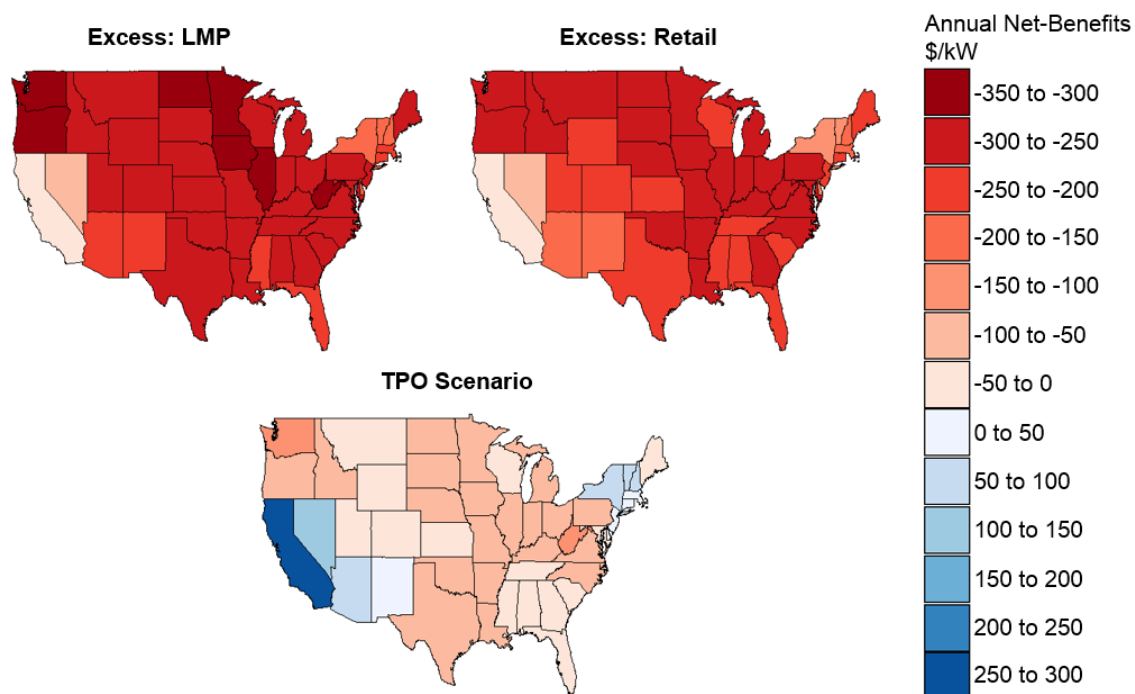 Excess: LMP
Excess: Retail
TPO Scenario
Annual Net-Benefits
$/kW
-350 to -300
-300 to -250
-250 to -200
-200 to -150
-150 to -100
-100 to -50
-50 to 0
0 to 50
50 to 100
100 to 150
150 to 200
200 to 250
250 to 300